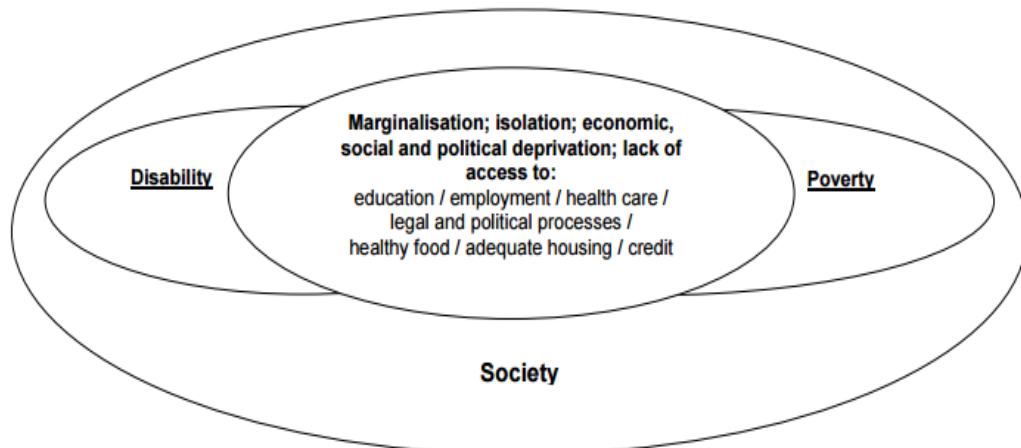 Marginalisation; isolation; economic,
social and political deprivation; lack of
access to:
education / employment / health care /
legal and political processes /
healthy food / adequate housing / credit
Disability
Poverty
Society